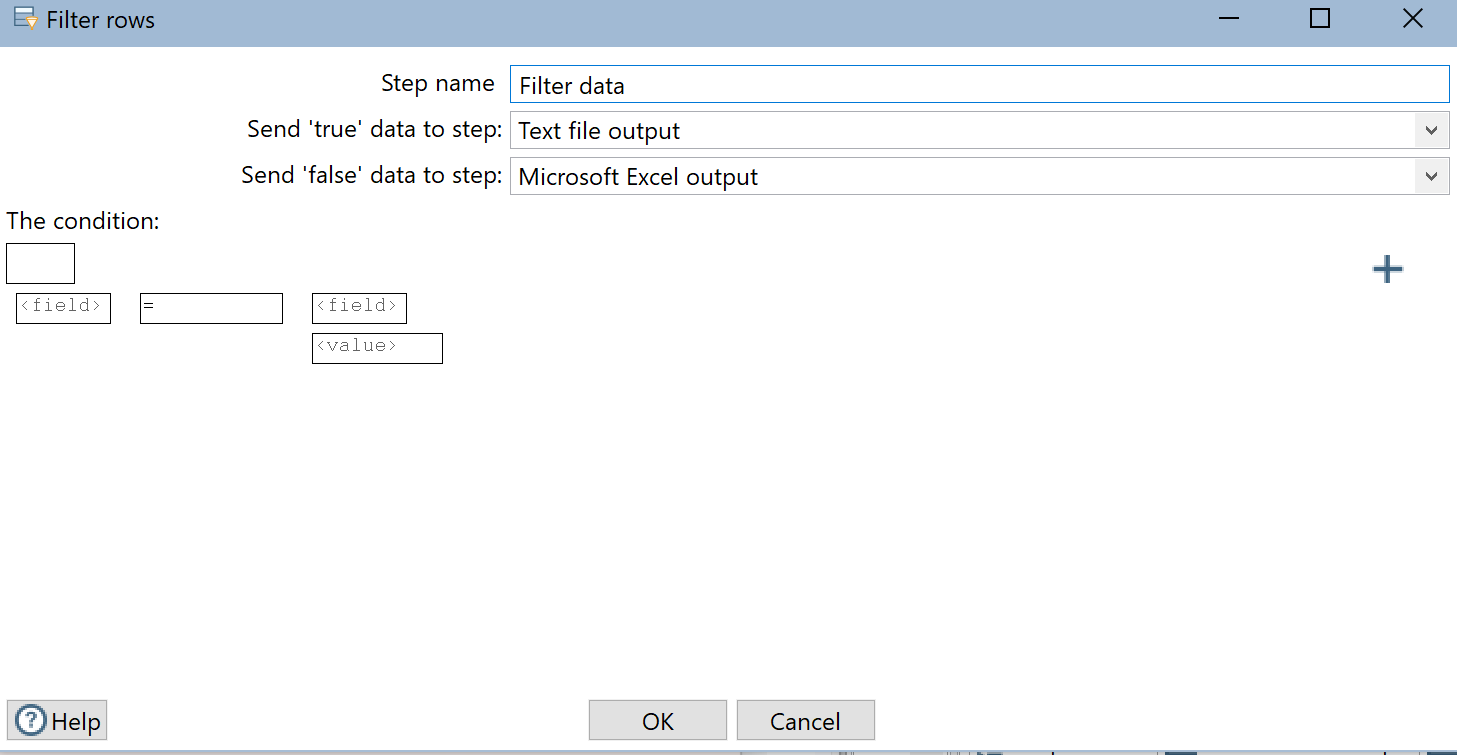 Filter rows
Step name Filter data
Send 'true' data to step: Text file output
Send 'false' data to step: Microsoft Excel output
The condition:
<field> = <field>
<value>
Help OK Cancel